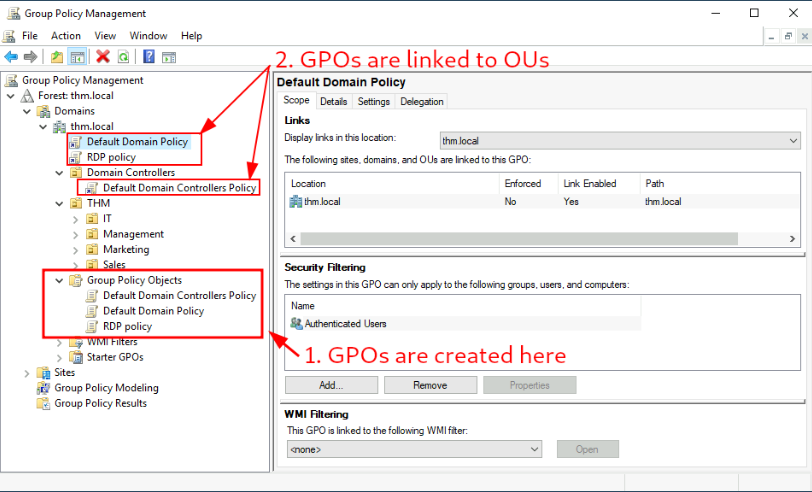 Group Policy Management
File Action View Window Help
2. GPOs are linked to OUs
Group Policy Management
Forest: thm.local
Domains
thm.local
Default Domain Policy
RDP policy
Domain Controllers
Default Domain Controllers Policy
THM
IT
Management
Marketing
Sales
Group Policy Objects
Default Domain Controllers Policy
Default Domain Policy
RDP policy
WMI Filters
Starter GPOs
Sites
Group Policy Modeling
Group Policy Results
1. GPOs are created here
Default Domain Policy
Scope Details Settings Delegation
Links
Display links in this location: thm.local
The following sites, domains, and OUs are linked to this GPO:
Location Enforced Link Enabled Path
thm.local No Yes thm.local
Security Filtering
The settings in this GPO can only apply to the following groups, users, and computers:
Name
Authenticated Users
Add... Remove Properties
WMI Filtering
This GPO is linked to the following WMI filter:
<none> Open